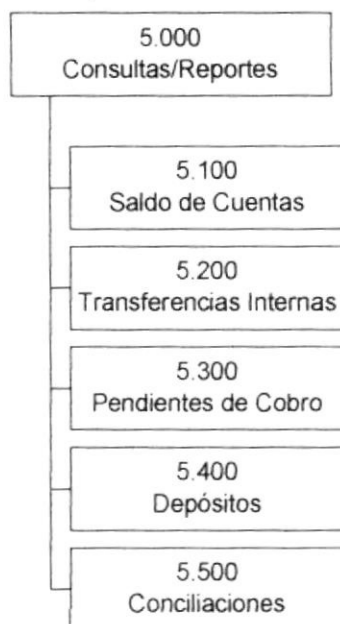 5.000
Consultas/Reportes
5.100
Saldo de Cuentas
5.200
Transferencias Internas
5.300
Pendientes de Cobro
5.400
Depósitos
5.500
Conciliaciones